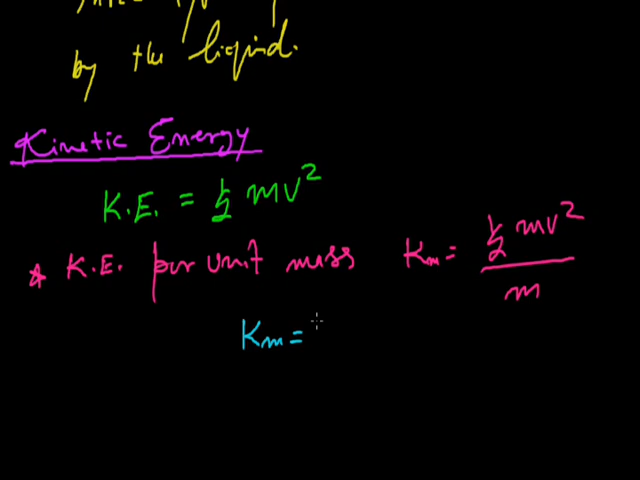 by the liquid.
Kinetic Energy
K.E. = ½ mv²
* K.E. per unit mass Km = ½ mv² / m
Km =